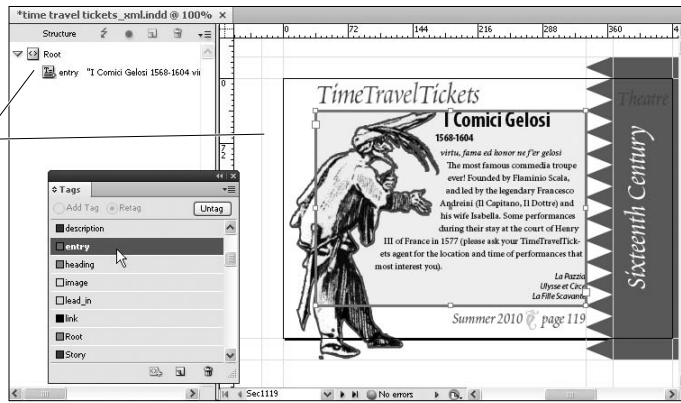 *time travel tickets_xml.indd @ 100% ×
Structure
Root
entry "I Comici Gelosi 1568-1604 vir
Tags
Add Tag Retag Untag
description
entry
heading
image
lead_in
link
Root
Story
0 72 144 216 288 360 4
0
72
TimeTravelTickets
I Comici Gelosi
1568-1604
virtu, fama ed honor ne f'er gelosi
The most famous commedia troupe
ever! Founded by Flaminio Scala,
and led by the legendary Francesco
Andreini (Il Capitano, Il Dottre) and
his wife Isabella. Some performances
during their stay at the court of Henry
III of France in 1577 (please ask your TimeTravelTick-
ets agent for the location and time of performances that
most interest you).
La Pazzia
Ulysse et Circe
La Fille Scavante
Summer 2010 page 119
Theatre
Sixteenth Century
Sec1119
No errors